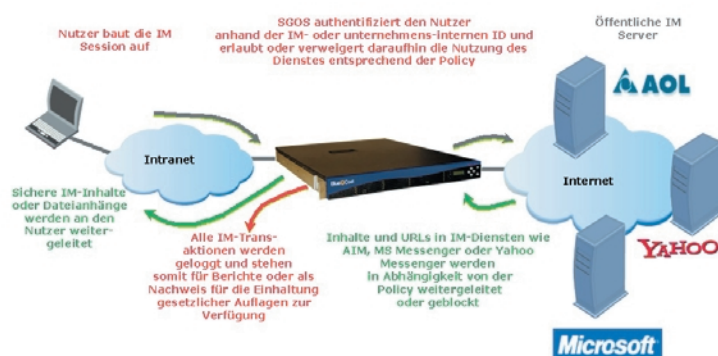 Nutzer baut die IM
Session auf
SGOS authentifiziert den Nutzer
anhand der IM- oder unternehmens-internen ID und
erlaubt oder verweigert daraufhin die Nutzung des
Dienstes entsprechend der Policy
Öffentliche IM
Server
AOL
Intranet
Internet
Sichere IM-Inhalte
oder Dateianhänge
werden an den
Nutzer weiter-
geleitet
Alle IM-Trans-
aktionen werden
geloggt und stehen
somit für Berichte oder als
Nachweis für die Einhaltung
gesetzlicher Auflagen zur
Verfügung
Inhalte und URLs in IM-Diensten wie
AIM, MS Messenger oder Yahoo
Messenger werden
in Abhängigkeit von der
Policy weitergeleitet
oder geblockt
YAHOO
Microsoft